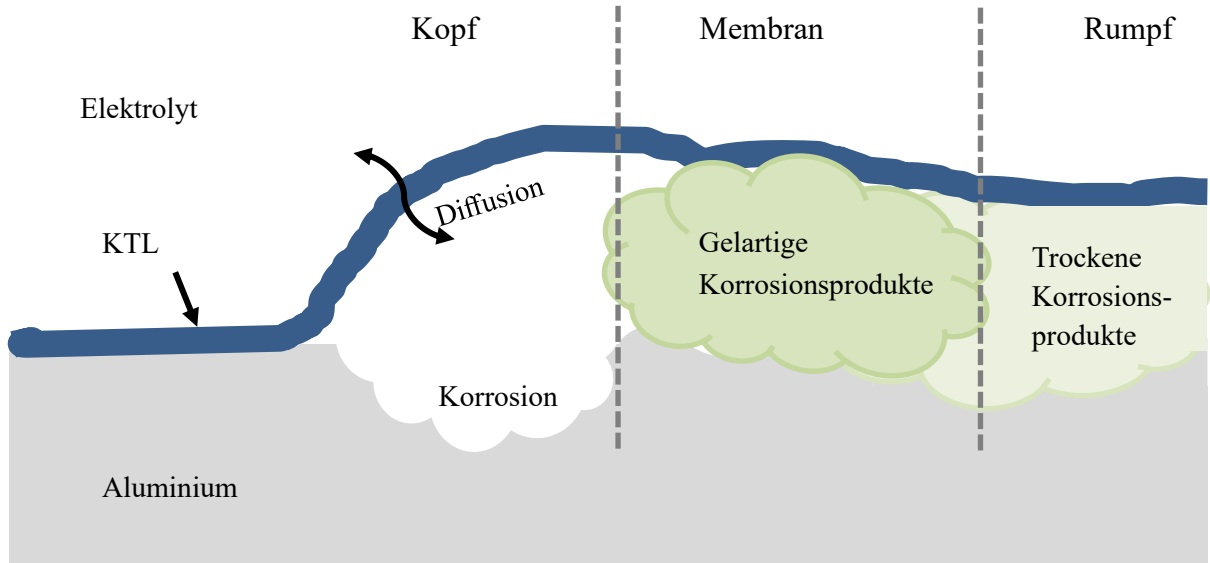 Kopf
Membran
Rumpf
Elektrolyt
Diffusion
KTL
Gelartige
Korrosionsprodukte
Trockene
Korrosions-
produkte
Korrosion
Aluminium